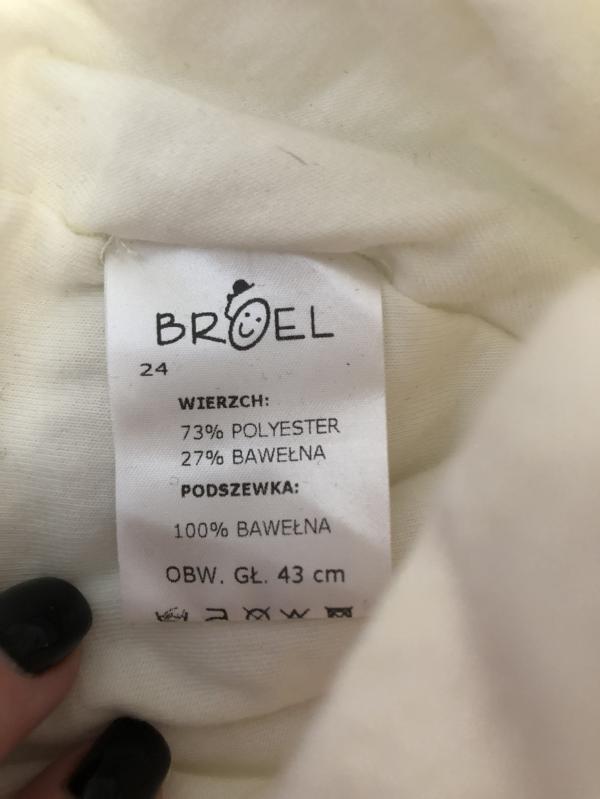 BROEL
24
WIERZCH:
73% POLYESTER
27% BAWEŁNA
PODSZEWKA:
100% BAWEŁNA
OBW. GŁ. 43 cm